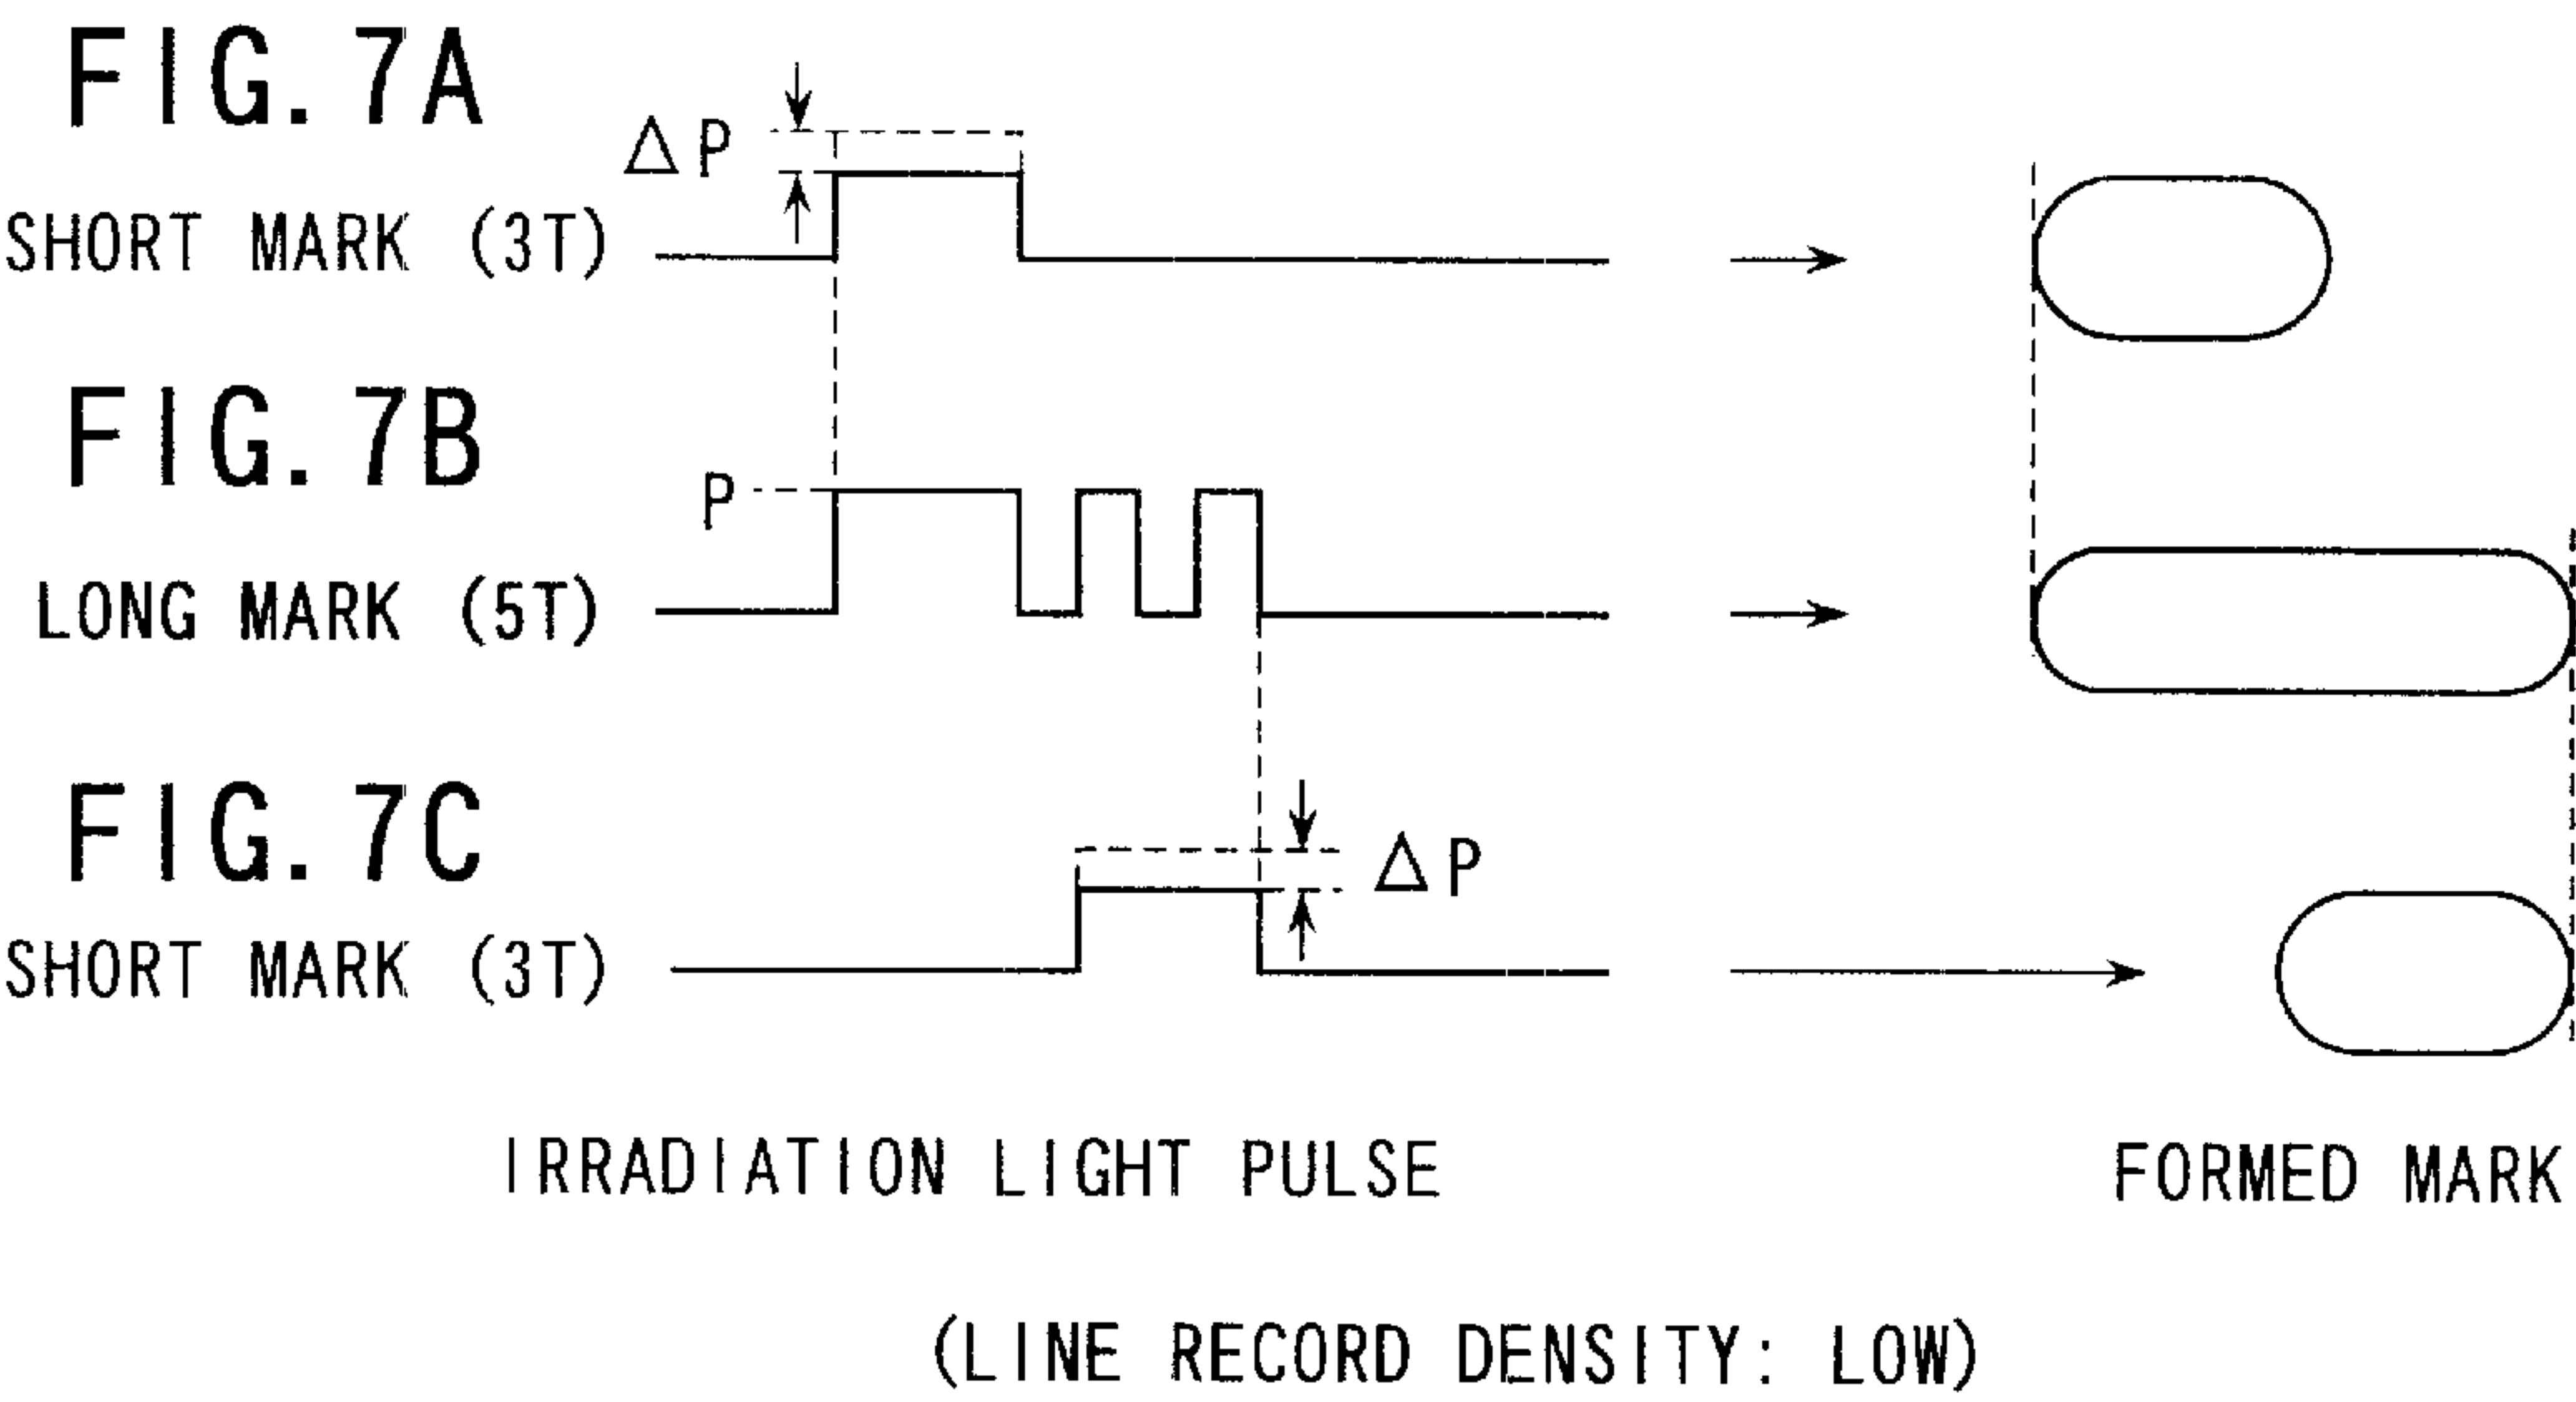 FIG. 7A
ΔP
SHORT MARK (3T)
FIG. 7B
P
LONG MARK (5T)
FIG. 7C
ΔP
SHORT MARK (3T)
IRRADIATION LIGHT PULSE
FORMED MARK
(LINE RECORD DENSITY: LOW)